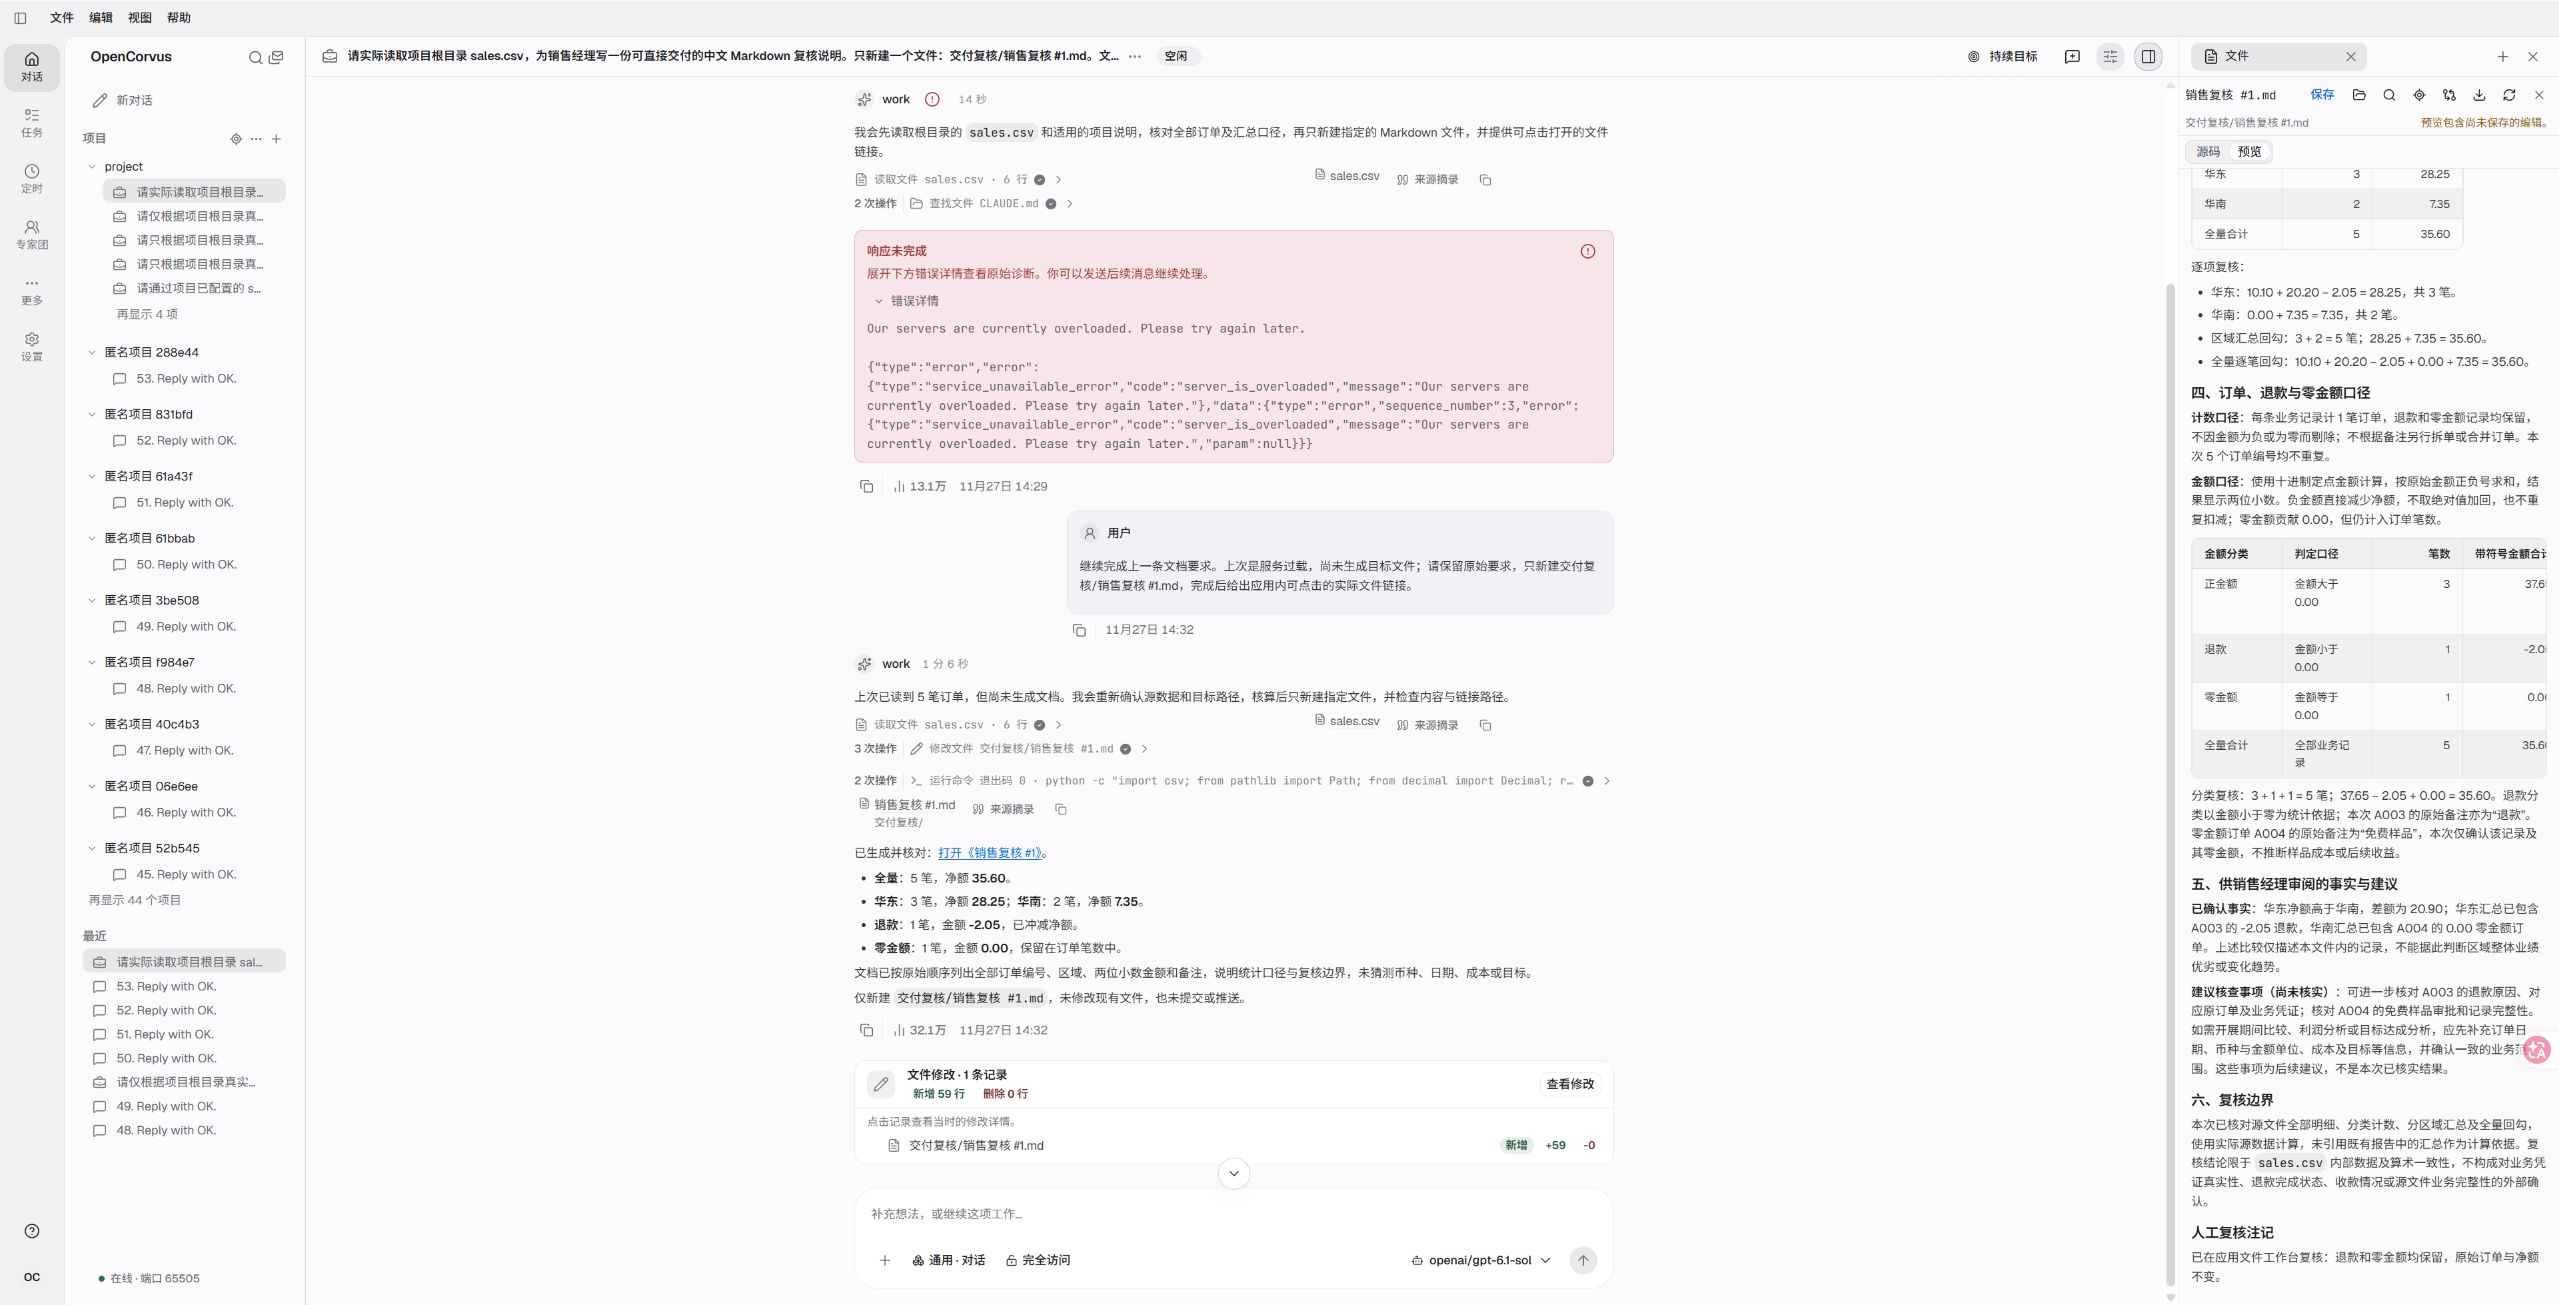 文件 编辑 视图 帮助
对话
任务
定时
专家团
更多
设置
OC
OpenCorvus
新对话
项目
project
请实际读取项目根目录...
请仅根据项目根目录真...
请只根据项目根目录真...
请只根据项目根目录真...
请通过项目已配置的 s...
再显示 4 项
匿名项目 288e44
53. Reply with OK.
匿名项目 831bfd
52. Reply with OK.
匿名项目 61a43f
51. Reply with OK.
匿名项目 61bbab
50. Reply with OK.
匿名项目 3be508
49. Reply with OK.
匿名项目 f984e7
48. Reply with OK.
匿名项目 40c4b3
47. Reply with OK.
匿名项目 06e6ee
46. Reply with OK.
匿名项目 52b545
45. Reply with OK.
再显示 44 个项目
最近
请实际读取项目根目录 sal...
53. Reply with OK.
52. Reply with OK.
51. Reply with OK.
50. Reply with OK.
请仅根据项目根目录真实...
49. Reply with OK.
48. Reply with OK.
在线 · 端口 65505
请实际读取项目根目录 sales.csv，为销售经理写一份可直接交付的中文 Markdown 复核说明。只新建一个文件：交付复核/销售复核 #1.md。文... ··· 空闲
持续目标
work 14 秒
我会先读取根目录的 sales.csv 和适用的项目说明，核对全部订单及汇总口径，再只新建指定的 Markdown 文件，并提供可点击打开的文件
链接。
读取文件 sales.csv · 6 行 sales.csv 来源摘录
2 次操作 查找文件 CLAUDE.md
响应未完成
展开下方错误详情查看原始诊断。你可以发送后续消息继续处理。
错误详情
Our servers are currently overloaded. Please try again later.
{"type":"error","error":
{"type":"service_unavailable_error","code":"server_is_overloaded","message":"Our servers are
currently overloaded. Please try again later."},"data":{"type":"error","sequence_number":3,"error":
{"type":"service_unavailable_error","code":"server_is_overloaded","message":"Our servers are
currently overloaded. Please try again later.","param":null}}}
13.1万 11月27日 14:29
用户
继续完成上一条文档要求。上次是服务过载，尚未生成目标文件；请保留原始要求，只新建交付复
核/销售复核 #1.md，完成后给出应用内可点击的实际文件链接。
11月27日 14:32
work 1 分 6 秒
上次已读到 5 笔订单，但尚未生成文档。我会重新确认源数据和目标路径，核算后只新建指定文件，并检查内容与链接路径。
读取文件 sales.csv · 6 行 sales.csv 来源摘录
3 次操作 修改文件 交付复核/销售复核 #1.md
2 次操作 >_ 运行命令 退出码 0 · python -c "import csv; from pathlib import Path; from decimal import Decimal; r…
销售复核 #1.md 来源摘录
交付复核/
已生成并核对：打开《销售复核 #1》。
• 全量：5 笔，净额 35.60。
• 华东：3 笔，净额 28.25；华南：2 笔，净额 7.35。
• 退款：1 笔，金额 -2.05，已冲减净额。
• 零金额：1 笔，金额 0.00，保留在订单笔数中。
文档已按原始顺序列出全部订单编号、区域、两位小数金额和备注，说明统计口径与复核边界，未猜测币种、日期、成本或目标。
仅新建 交付复核/销售复核 #1.md，未修改现有文件，也未提交或推送。
32.1万 11月27日 14:32
文件修改 · 1 条记录
新增 59 行 删除 0 行
查看修改
点击记录查看当时的修改详情。
交付复核/销售复核 #1.md 新增 +59 -0
补充想法，或继续这项工作...
通用 · 对话 完全访问 openai/gpt-6.1-sol
文件
销售复核 #1.md 保存
交付复核/销售复核 #1.md 预览包含尚未保存的编辑。
源码 预览
华东 3 28.25
华南 2 7.35
全量合计 5 35.60
逐项复核：
• 华东：10.10 + 20.20 − 2.05 = 28.25，共 3 笔。
• 华南：0.00 + 7.35 = 7.35，共 2 笔。
• 区域汇总回勾：3 + 2 = 5 笔；28.25 + 7.35 = 35.60。
• 全量逐笔回勾：10.10 + 20.20 − 2.05 + 0.00 + 7.35 = 35.60。
四、订单、退款与零金额口径
计数口径：每条业务记录计 1 笔订单，退款和零金额记录均保留，
不因金额为负或为零而剔除；不根据备注另行拆单或合并订单。本
次 5 个订单编号均不重复。
金额口径：使用十进制定点金额计算，按原始金额正负号求和，结
果显示两位小数。负金额直接减少净额，不取绝对值加回，也不重
复扣减；零金额贡献 0.00，但仍计入订单笔数。
金额分类 判定口径 笔数 带符号金额合计
正金额 金额大于 3 37.6
0.00
退款 金额小于 1 -2.0
0.00
零金额 金额等于 1 0.0
0.00
全量合计 全部业务记 5 35.6
录
分类复核：3 + 1 + 1 = 5 笔；37.65 − 2.05 + 0.00 = 35.60。退款分
类以金额小于零为统计依据；本次 A003 的原始备注亦为“退款”。
零金额订单 A004 的原始备注为“免费样品”，本次仅确认该记录及
其零金额，不推断样品成本或后续收益。
五、供销售经理审阅的事实与建议
已确认事实：华东净额高于华南，差额为 20.90；华东汇总已包含
A003 的 -2.05 退款，华南汇总已包含 A004 的 0.00 零金额订
单。上述比较仅描述本文件内的记录，不能据此判断区域整体业绩
优劣或变化趋势。
建议核查事项（尚未核实）：可进一步核对 A003 的退款原因、对
应原订单及业务凭证；核对 A004 的免费样品审批和记录完整性。
如需开展期间比较、利润分析或目标达成分析，应先补充订单日
期、币种与金额单位、成本及目标等信息，并确认一致的业务范
围。这些事项为后续建议，不是本次已核实结果。
六、复核边界
本次已核对源文件全部明细、分类计数、分区域汇总及全量回勾，
使用实际源数据计算，未引用既有报告中的汇总作为计算依据。复
核结论限于 sales.csv 内部数据及算术一致性，不构成对业务凭
证真实性、退款完成状态、收款情况或源文件业务完整性的外部确
认。
人工复核注记
已在应用文件工作台复核：退款和零金额均保留，原始订单与净额
不变。